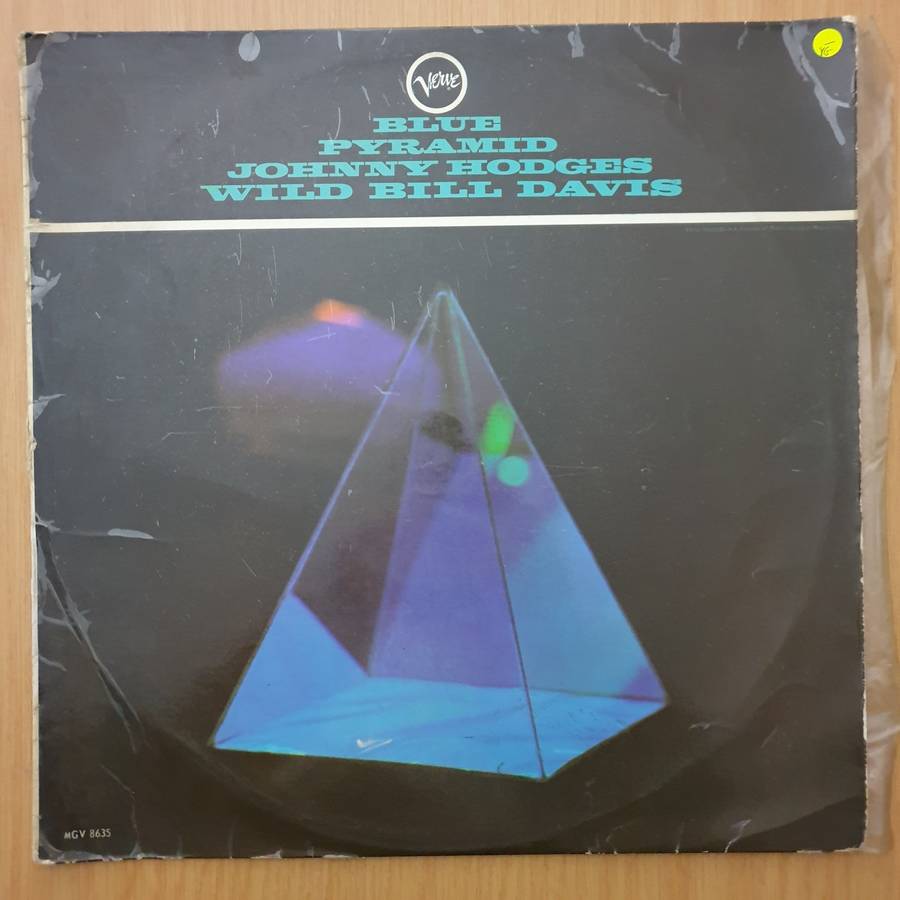 Verve
BLUE
PYRAMID
JOHNNY HODGES
WILD BILL DAVIS
MGV 8635